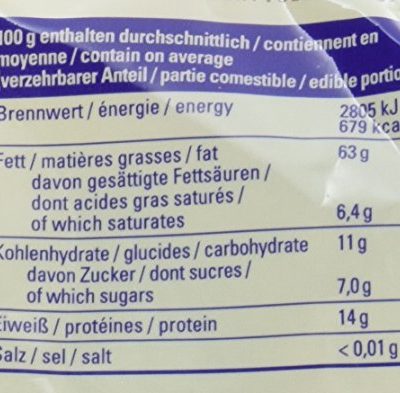 100 g enthalten durchschnittlich / contiennent en
moyenne / contain on average
verzehrbarer Anteil / partie comestible / edible portio
Brennwert / énergie / energy 2805 kJ
679 kca
Fett / matières grasses / fat 63 g
davon gesättigte Fettsäuren /
dont acides gras saturés /
of which saturates 6,4 g
Kohlenhydrate / glucides / carbohydrate 11 g
davon Zucker / dont sucres /
of which sugars 7,0 g
Eiweiß / protéines / protein 14 g
Salz / sel / salt < 0,01 g